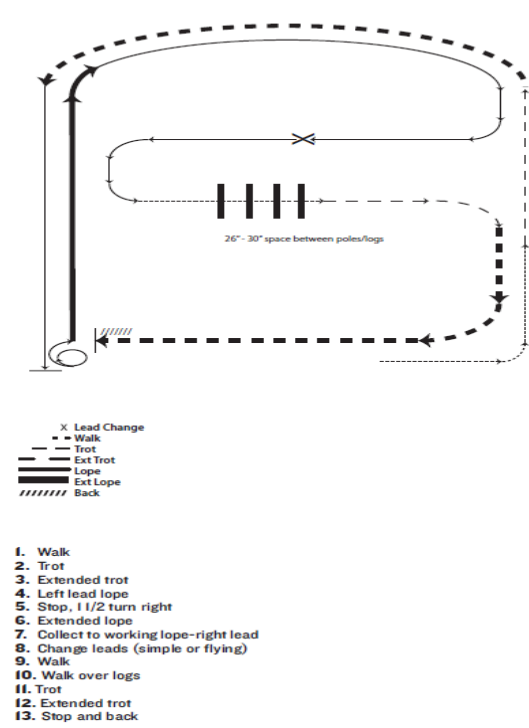 26" - 30" space between poles/logs
X Lead Change
Walk
Trot
Ext Trot
Lope
Ext Lope
Back
1. Walk
2. Trot
3. Extended trot
4. Left lead lope
5. Stop, 1 1/2 turn right
6. Extended lope
7. Collect to working lope-right lead
8. Change leads (simple or flying)
9. Walk
10. Walk over logs
11. Trot
12. Extended trot
13. Stop and back